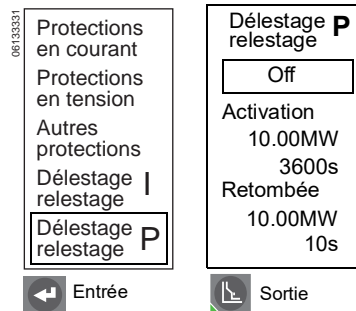 06133331
Protections
en courant
Protections
en tension
Autres
protections
Délestage I
relestage
Délestage P
relestage
Entrée
Délestage P
relestage
Off
Activation
10.00MW
3600s
Retombée
10.00MW
10s
Sortie